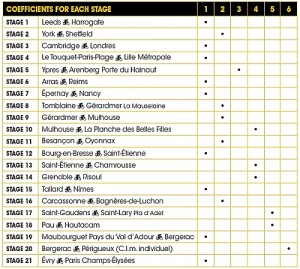 COEFFICIENTS FOR EACH STAGE 1 2 3 4 5 6
STAGE 1 Leeds Harrogate •
STAGE 2 York Sheffield •
STAGE 3 Cambridge Londres •
STAGE 4 Le Touquet-Paris-Plage Lille Métropole •
STAGE 5 Ypres Arenberg Porte du Hainaut •
STAGE 6 Arras Reims •
STAGE 7 Épernay Nancy •
STAGE 8 Tomblaine Gérardmer La Mauselaine •
STAGE 9 Gérardmer Mulhouse •
STAGE 10 Mulhouse La Planche des Belles Filles •
STAGE 11 Besançon Oyonnax •
STAGE 12 Bourg-en-Bresse Saint-Étienne •
STAGE 13 Saint-Étienne Chamrousse •
STAGE 14 Grenoble Risoul •
STAGE 15 Tallard Nîmes •
STAGE 16 Carcassonne Bagnères-de-Luchon •
STAGE 17 Saint-Gaudens Saint-Lary Pla d'Adet •
STAGE 18 Pau Hautacam •
STAGE 19 Maubourguet Pays du Val d'Adour Bergerac •
STAGE 20 Bergerac Périgueux (C.l.m. individuel) •
STAGE 21 Évry Paris Champs-Élysées •